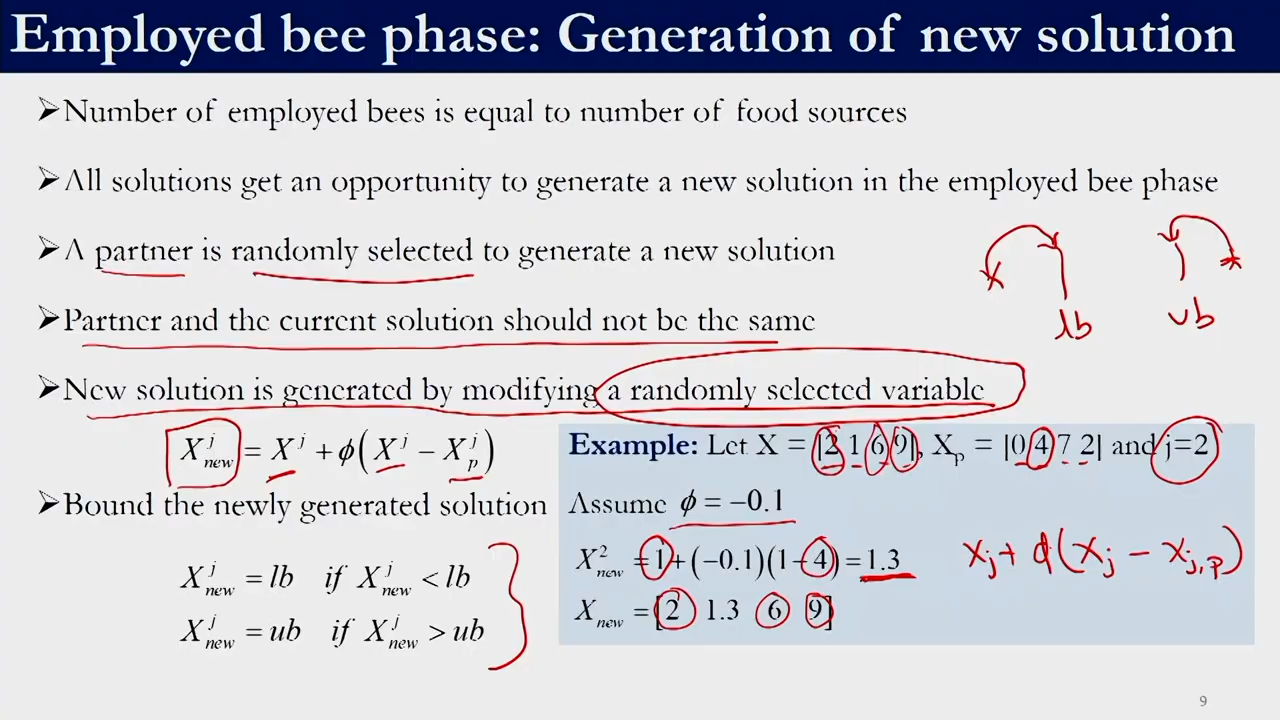 Employed bee phase: Generation of new solution
➢Number of employed bees is equal to number of food sources
➢All solutions get an opportunity to generate a new solution in the employed bee phase
➢A partner is randomly selected to generate a new solution
➢Partner and the current solution should not be the same
lb ub
➢New solution is generated by modifying a randomly selected variable
X^j_new = X^j + ϕ(X^j − X^j_p)
Example: Let X = [2 1 6 9], X_p = [0 4 7 2] and j=2
➢Bound the newly generated solution
Assume ϕ = −0.1
X^j_new = lb if X^j_new < lb
X^2_new = 1+(−0.1)(1−4) = 1.3
x_j + ϕ(x_j − x_j,p)
X^j_new = ub if X^j_new > ub
X_new = [2 1.3 6 9]
9